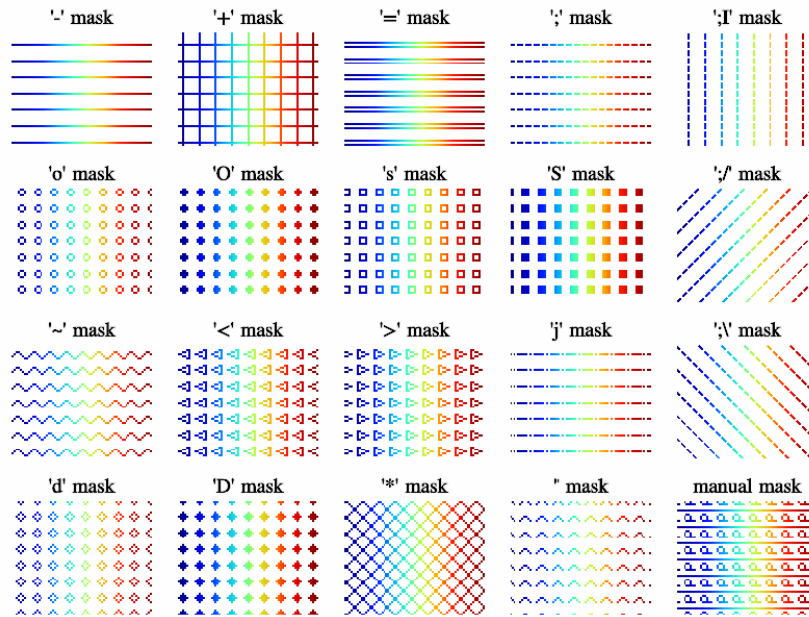 '-' mask
'+' mask
'=' mask
';' mask
';I' mask
'o' mask
'O' mask
's' mask
'S' mask
';/' mask
'~' mask
'<' mask
'>' mask
'j' mask
';\' mask
'd' mask
'D' mask
'*' mask
'' mask
manual mask